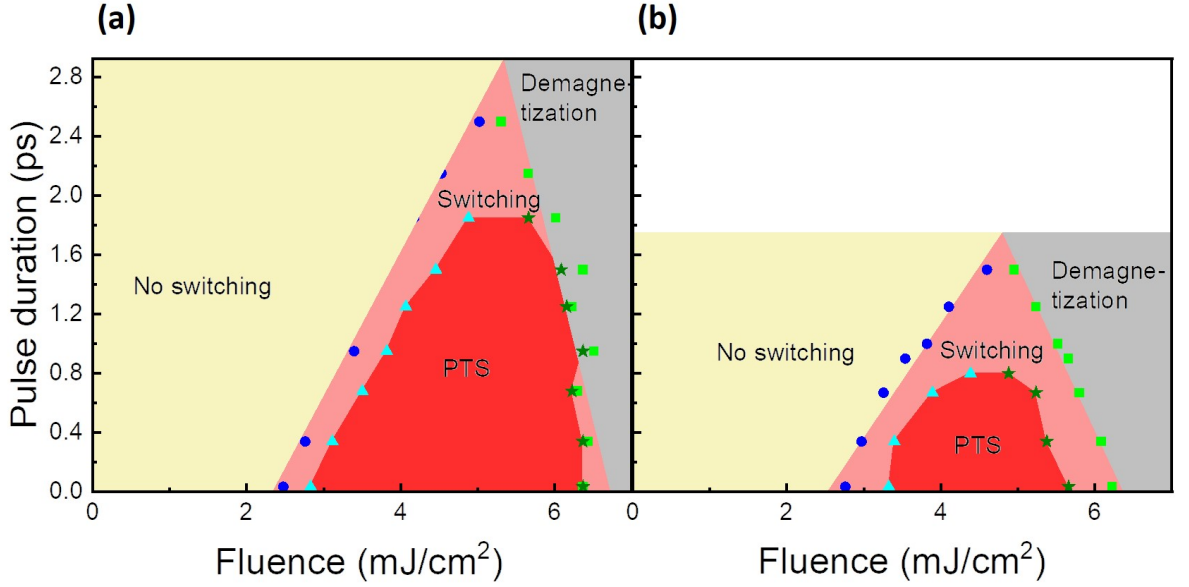 (a)
(b)
Pulse duration (ps)
2.8
2.4
2.0
1.6
1.2
0.8
0.4
0.0
Demagne-
tization
Switching
No switching
PTS
0 2 4 6
Fluence (mJ/cm²)
Demagne-
tization
No switching
Switching
PTS
0 2 4 6
Fluence (mJ/cm²)